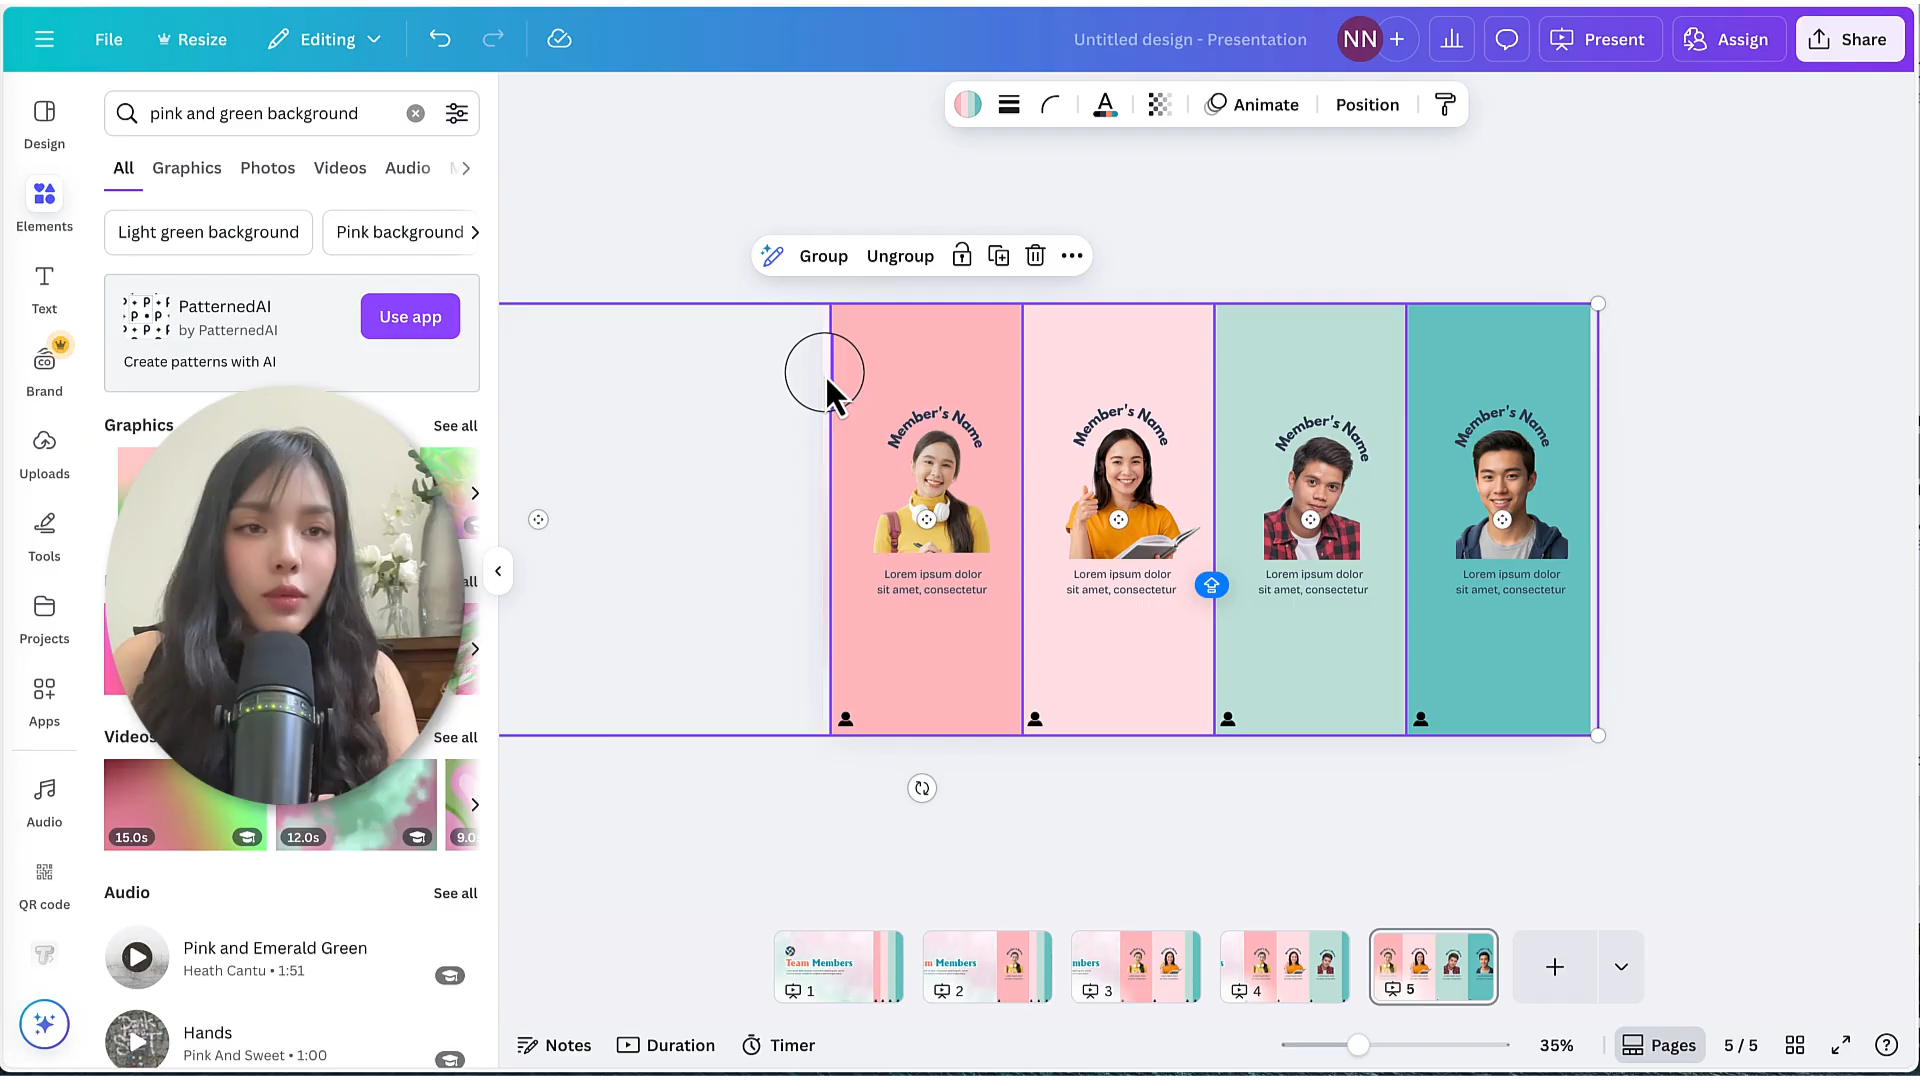 File
Resize
Editing
Untitled design - Presentation
NN
Present
Assign
Share
Design
Elements
Text
Brand
Uploads
Tools
Projects
Apps
Audio
QR code
pink and green background
All
Graphics
Photos
Videos
Audio
Light green background
Pink background
PatternedAI
by PatternedAI
Use app
Create patterns with AI
Graphics
See all
all
Videos
See all
15.0s
12.0s
9.0
Audio
See all
Pink and Emerald Green
Heath Cantu • 1:51
Hands
Pink And Sweet • 1:00
Animate
Position
Group
Ungroup
Member's Name
Lorem ipsum dolor
sit amet, consectetur
Member's Name
Lorem ipsum dolor
sit amet, consectetur
Member's Name
Lorem ipsum dolor
sit amet, consectetur
Member's Name
Lorem ipsum dolor
sit amet, consectetur
Team Members
1
m Members
2
mbers
3
s
4
5
Notes
Duration
Timer
35%
Pages
5 / 5